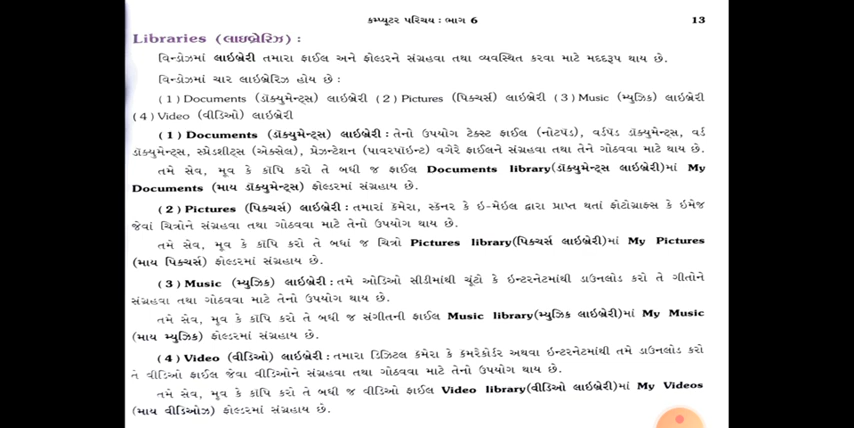 કમ્પ્યૂટર પરિચય : ભાગ 6 13
Libraries (લાઇબ્રેરિઝ) :
વિન્ડોઝમાં લાઇબ્રેરી તમારા ફાઈલ અને ફોલ્ડરને સંગ્રહવા તથા વ્યવસ્થિત કરવા માટે મદદરૂપ થાય છે.
વિન્ડોઝમાં ચાર લાઇબ્રેરિઝ હોય છે :
(1) Documents (ડૉક્યુમેન્ટ્સ) લાઇબ્રેરી (2) Pictures (પિક્ચર્સ) લાઇબ્રેરી (3) Music (મ્યુઝિક) લાઇબ્રેરી
(4) Video (વીડિઓ) લાઇબ્રેરી
(1) Documents (ડૉક્યુમેન્ટ્સ) લાઇબ્રેરી : તેનો ઉપયોગ ટેક્સ્ટ ફાઈલ (નોટપૅડ), વર્ડપૅડ ડૉક્યુમેન્ટ્સ, વર્ડ
ડૉક્યુમેન્ટ્સ, સ્પ્રેડશીટ્સ (એક્સેલ), પ્રેઝન્ટેશન (પાવરપૉઇન્ટ) વગેરે ફાઈલને સંગ્રહવા તથા તેને ગોઠવવા માટે થાય છે.
તમે સેવ, મૂવ કે કૉપિ કરો તે બધી જ ફાઈલ Documents library(ડૉક્યુમેન્ટ્સ લાઇબ્રેરી)માં My
Documents (માય ડૉક્યુમેન્ટ્સ) ફોલ્ડરમાં સંગ્રહાય છે.
(2) Pictures (પિક્ચર્સ) લાઇબ્રેરી : તમારાં કૅમેરા, સ્કૅનર કે ઇ-મેઇલ દ્વારા પ્રાપ્ત થતાં ફોટોગ્રાફ્સ કે ઇમેજ
જેવાં ચિત્રોને સંગ્રહવા તથા ગોઠવવા માટે તેનો ઉપયોગ થાય છે.
તમે સેવ, મૂવ કે કૉપિ કરો તે બધાં જ ચિત્રો Pictures library(પિક્ચર્સ લાઇબ્રેરી)માં My Pictures
(માય પિક્ચર્સ) ફોલ્ડરમાં સંગ્રહાય છે.
(3) Music (મ્યુઝિક) લાઇબ્રેરી : તમે ઓડિઓ સીડીમાંથી ચૂંટો કે ઇન્ટરનેટમાંથી ડાઉનલોડ કરો તે ગીતોને
સંગ્રહવા તથા ગોઠવવા માટે તેનો ઉપયોગ થાય છે.
તમે સેવ, મૂવ કે કૉપિ કરો તે બધી જ સંગીતની ફાઈલ Music library(મ્યુઝિક લાઇબ્રેરી)માં My Music
(માય મ્યુઝિક) ફોલ્ડરમાં સંગ્રહાય છે.
(4) Video (વીડિઓ) લાઇબ્રેરી : તમારા ડિજિટલ કૅમેરા કે કમરેકૉર્ડર અથવા ઇન્ટરનેટમાંથી તમે ડાઉનલોડ કરો
તે વીડિઓ ફાઈલ જેવા વીડિઓને સંગ્રહવા તથા ગોઠવવા માટે તેનો ઉપયોગ થાય છે.
તમે સેવ, મૂવ કે કૉપિ કરો તે બધી જ વીડિઓ ફાઈલ Video library(વીડિઓ લાઇબ્રેરી)માં My Videos
(માય વીડિઓઝ) ફોલ્ડરમાં સંગ્રહાય છે.